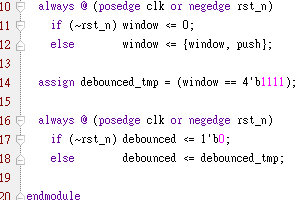 10 always @ (posedge clk or negedge rst_n)
11 if (~rst_n) window <= 0;
12 else window <= {window, push};
13
14 assign debounced_tmp = (window == 4'b1111);
15
16 always @ (posedge clk or negedge rst_n)
17 if (~rst_n) debounced <= 1'b0;
18 else debounced <= debounced_tmp;
19
20 endmodule